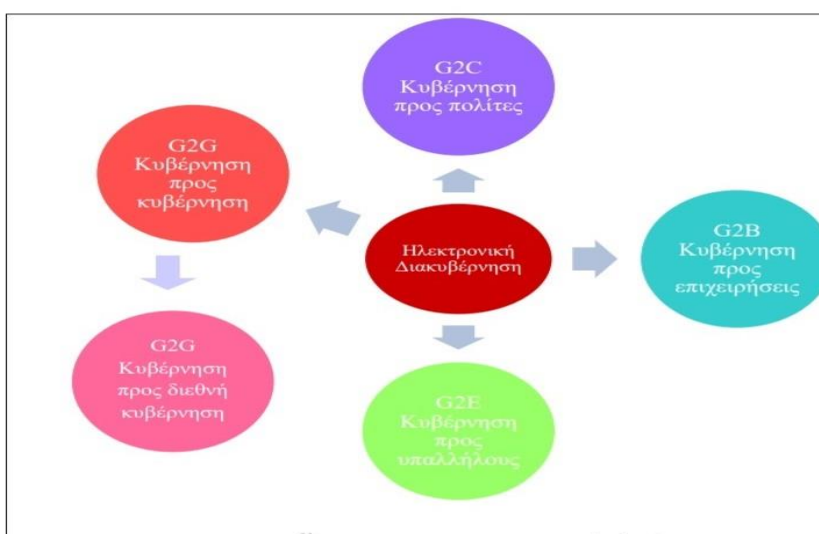 G2C
Κυβέρνηση
προς πολίτες
G2G
Κυβέρνηση
προς
κυβέρνηση
Ηλεκτρονική
Διακυβέρνηση
G2B
Κυβέρνηση
προς
επιχειρήσεις
G2G
Κυβέρνηση
προς διεθνή
κυβέρνηση
G2E
Κυβέρνηση
προς
υπαλλήλους